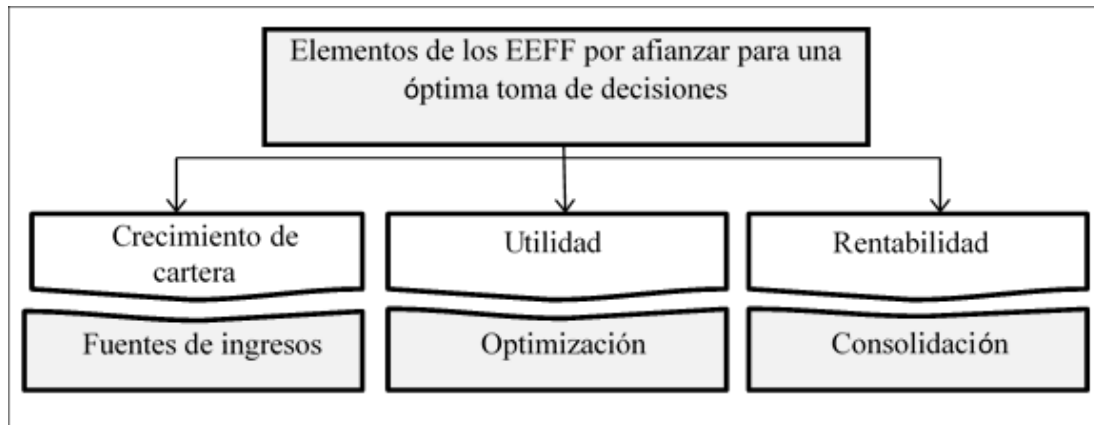 Elementos de los EEFF por afianzar para una
óptima toma de decisiones
Crecimiento de
cartera
Utilidad
Rentabilidad
Fuentes de ingresos
Optimización
Consolidación